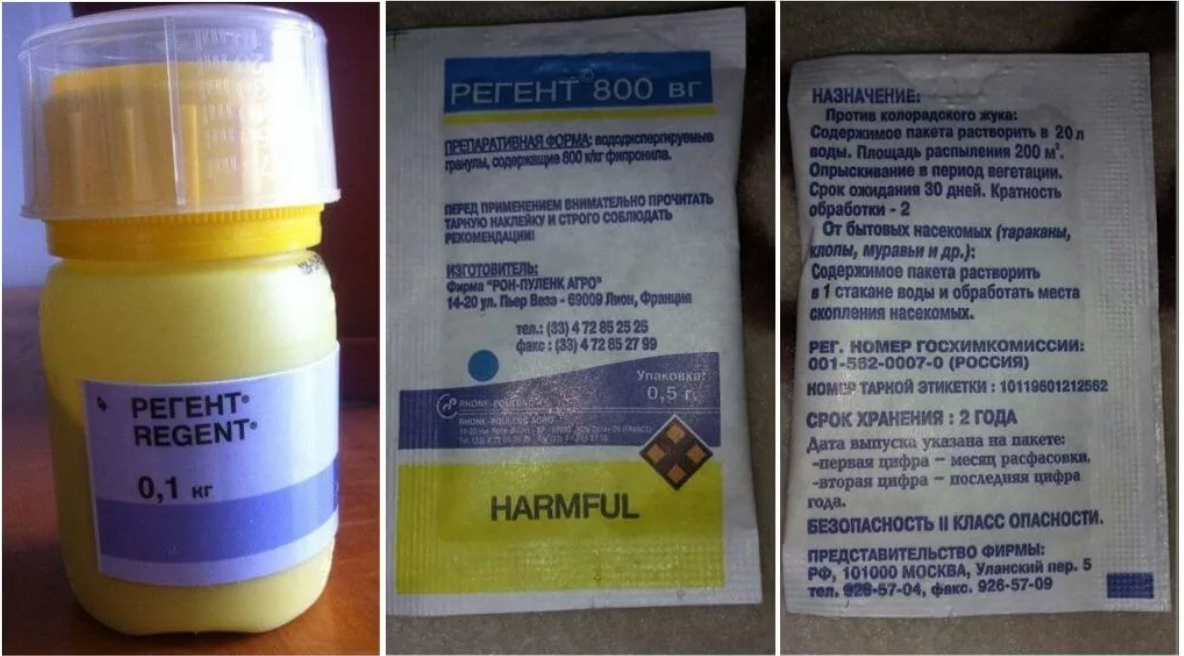 РЕГЕНТ®
REGENT®
0,1 кг
РЕГЕНТ© 800 вг
ПРЕПАРАТИВНАЯ ФОРМА: вододиспергируемые
гранулы, содержащие 800 к/кг фипронила.
ПЕРЕД ПРИМЕНЕНИЕМ ВНИМАТЕЛЬНО ПРОЧИТАТЬ
ТАРНУЮ НАКЛЕЙКУ И СТРОГО СОБЛЮДАТЬ
РЕКОМЕНДАЦИИ!
ИЗГОТОВИТЕЛЬ:
Фирма "РОН-ПУЛЕНК АГРО"
14-20 ул. Пьер Веза - 69009 Лион, Франция
тел.: (33) 4 72 85 25 25
факс : (33) 4 72 85 27 99
Упаковка:
0,5 г.
RHONE-POULENC
RHONE-POULENC AGRO
HARMFUL
НАЗНАЧЕНИЕ:
Против колорадского жука:
Содержимое пакета растворить в 20 л
воды. Площадь распыления 200 м².
Опрыскивание в период вегетации.
Срок ожидания 30 дней. Кратность
обработки - 2
От бытовых насекомых (тараканы,
клопы, муравьи и др.):
Содержимое пакета растворить
в 1 стакане воды и обработать места
скопления насекомых.
РЕГ. НОМЕР ГОСХИМКОМИССИИ:
001-562-0007-0 (РОССИЯ)
НОМЕР ТАРНОЙ ЭТИКЕТКИ : 10119601212562
СРОК ХРАНЕНИЯ : 2 ГОДА
Дата выпуска указана на пакете:
-первая цифра – месяц расфасовки.
-вторая цифра – последняя цифра
года.
БЕЗОПАСНОСТЬ II КЛАСС ОПАСНОСТИ.
ПРЕДСТАВИТЕЛЬСТВО ФИРМЫ:
РФ, 101000 МОСКВА, Уланский пер. 5
тел. 926-57-04, факс. 926-57-09